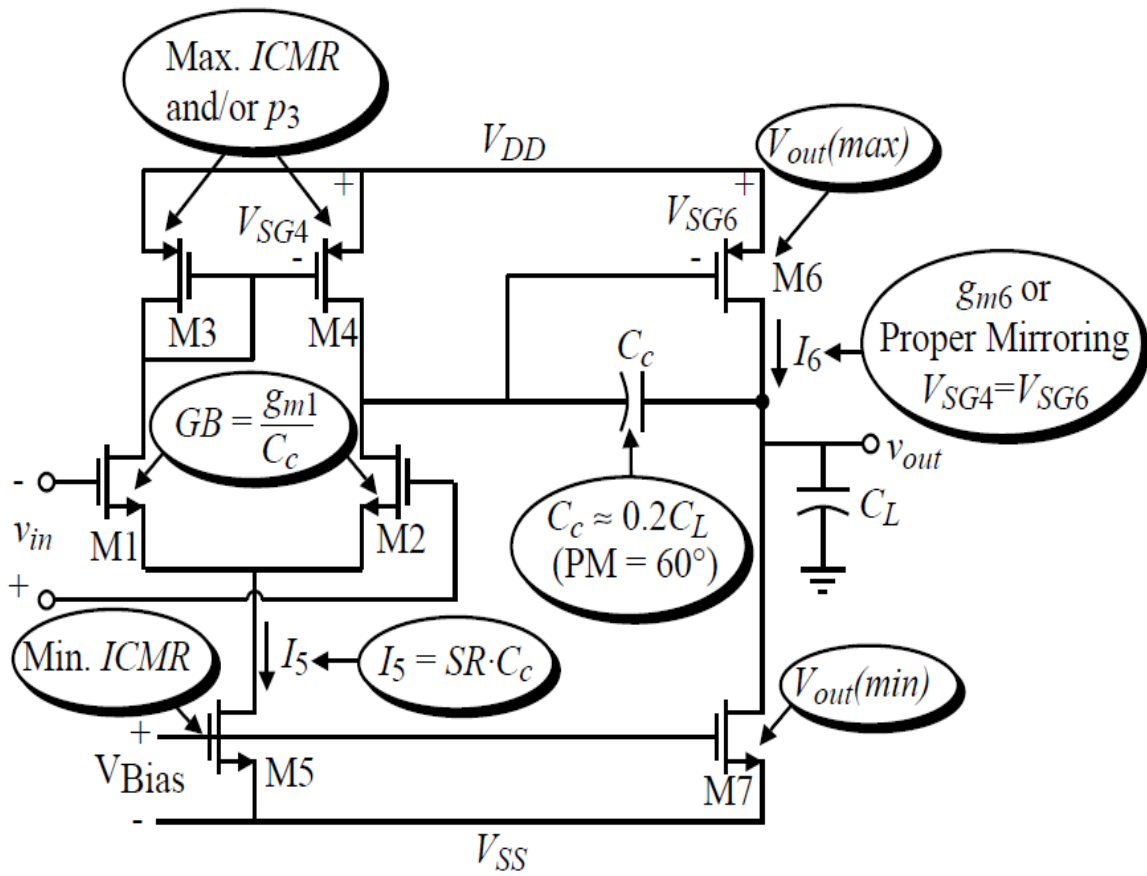 Max. ICMR
and/or p3
VDD
Vout(max)
+
+
VSG4
VSG6
-
-
M6
M3
M4
gm6 or
Proper Mirroring
VSG4=VSG6
I6
Cc
GB = gm1
Cc
-
vin
+
M1
M2
vout
CL
Cc ≈ 0.2CL
(PM = 60°)
Min. ICMR
I5
I5 = SR·Cc
Vout(min)
+
VBias
-
M5
M7
VSS